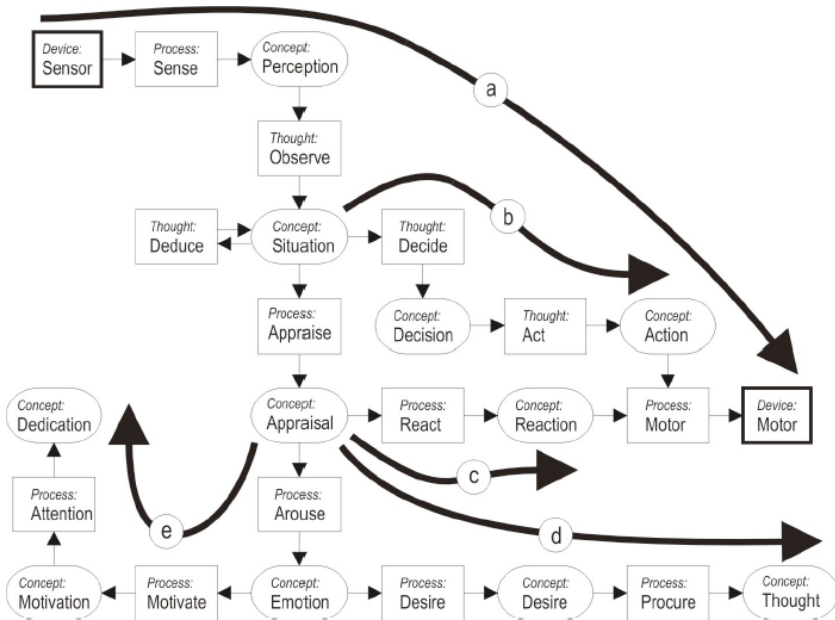 Device:
Sensor
Process:
Sense
Concept:
Perception
a
Thought:
Observe
b
Thought:
Deduce
Concept:
Situation
Thought:
Decide
Process:
Appraise
Concept:
Decision
Thought:
Act
Concept:
Action
Concept:
Dedication
Concept:
Appraisal
Process:
React
Concept:
Reaction
Process:
Motor
Device:
Motor
c
Process:
Attention
e
Process:
Arouse
d
Concept:
Motivation
Process:
Motivate
Concept:
Emotion
Process:
Desire
Concept:
Desire
Process:
Procure
Concept:
Thought